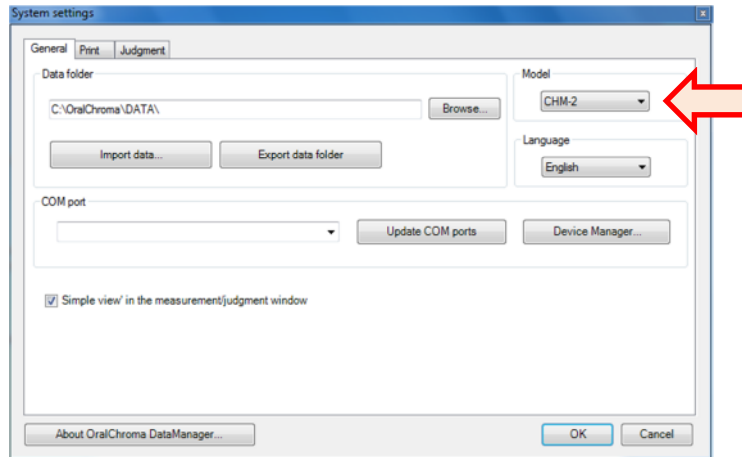 System settings
x
General Print Judgment
Data folder
C:\OralChroma\DATA\
Browse...
Import data...
Export data folder
Model
CHM-2
Language
English
COM port
Update COM ports
Device Manager...
Simple view' in the measurement/judgment window
About OralChroma DataManager...
OK
Cancel